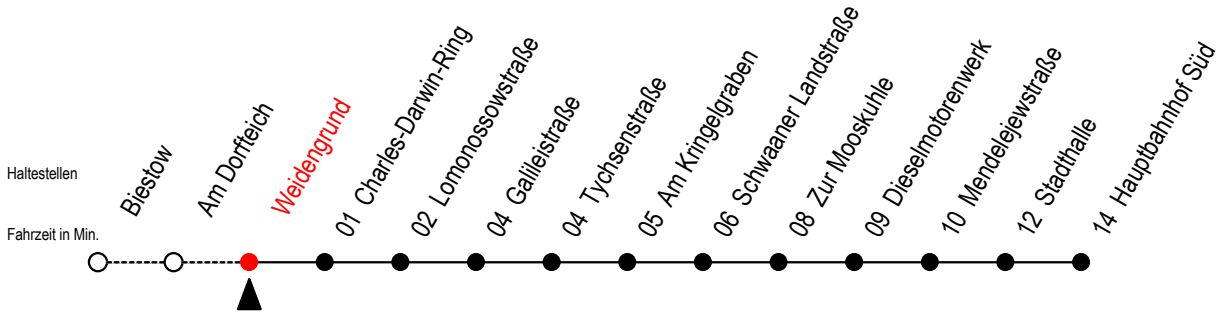 Haltestellen
Fahrzeit in Min.
Biestow
Am Dorfteich
Weidengrund
01 Charles-Darwin-Ring
02 Lomonossowstraße
04 Galileistraße
04 Tychsenstraße
05 Am Kringelgraben
06 Schwaaner Landstraße
08 Zur Mooskuhle
09 Dieselmotorenwerk
10 Mendelejewstraße
12 Stadthalle
14 Hauptbahnhof Süd